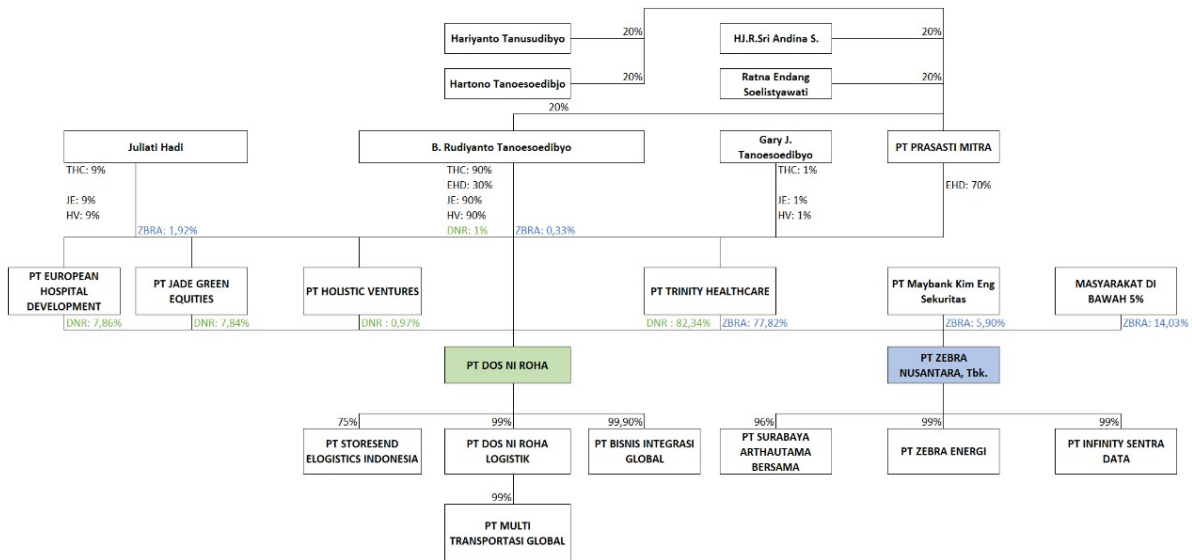 20%
20%
Hariyanto Tanusudibyo
HJ.R.Sri Andina S.
20%
20%
Hartono Tanoesoedibjo
Ratna Endang
Soelistyawati
20%
Juliati Hadi
B. Rudiyanto Tanoesoedibyo
Gary J.
Tanoesoedibyo
PT PRASASTI MITRA
THC: 9%
JE: 9%
HV: 9%
ZBRA: 1,92%
THC: 90%
EHD: 30%
JE: 90%
HV: 90%
DNR: 1%
ZBRA: 0,33%
THC: 1%
JE: 1%
HV: 1%
EHD: 70%
PT EUROPEAN
HOSPITAL
DEVELOPMENT
PT JADE GREEN
EQUITIES
PT HOLISTIC VENTURES
PT TRINITY HEALTHCARE
PT Maybank Kim Eng
Sekuritas
MASYARAKAT DI
BAWAH 5%
DNR: 7,86%
DNR: 7,84%
DNR : 0,97%
DNR : 82,34%
ZBRA: 77,82%
ZBRA: 5,90%
ZBRA: 14,03%
PT DOS NI ROHA
PT ZEBRA
NUSANTARA, Tbk.
75%
99%
99,90%
96%
99%
99%
PT STORESEND
ELOGISTICS INDONESIA
PT DOS NI ROHA
LOGISTIK
PT BISNIS INTEGRASI
GLOBAL
PT SURABAYA
ARTHAUTAMA
BERSAMA
PT ZEBRA ENERGI
PT INFINITY SENTRA
DATA
99%
PT MULTI
TRANSPORTASI GLOBAL